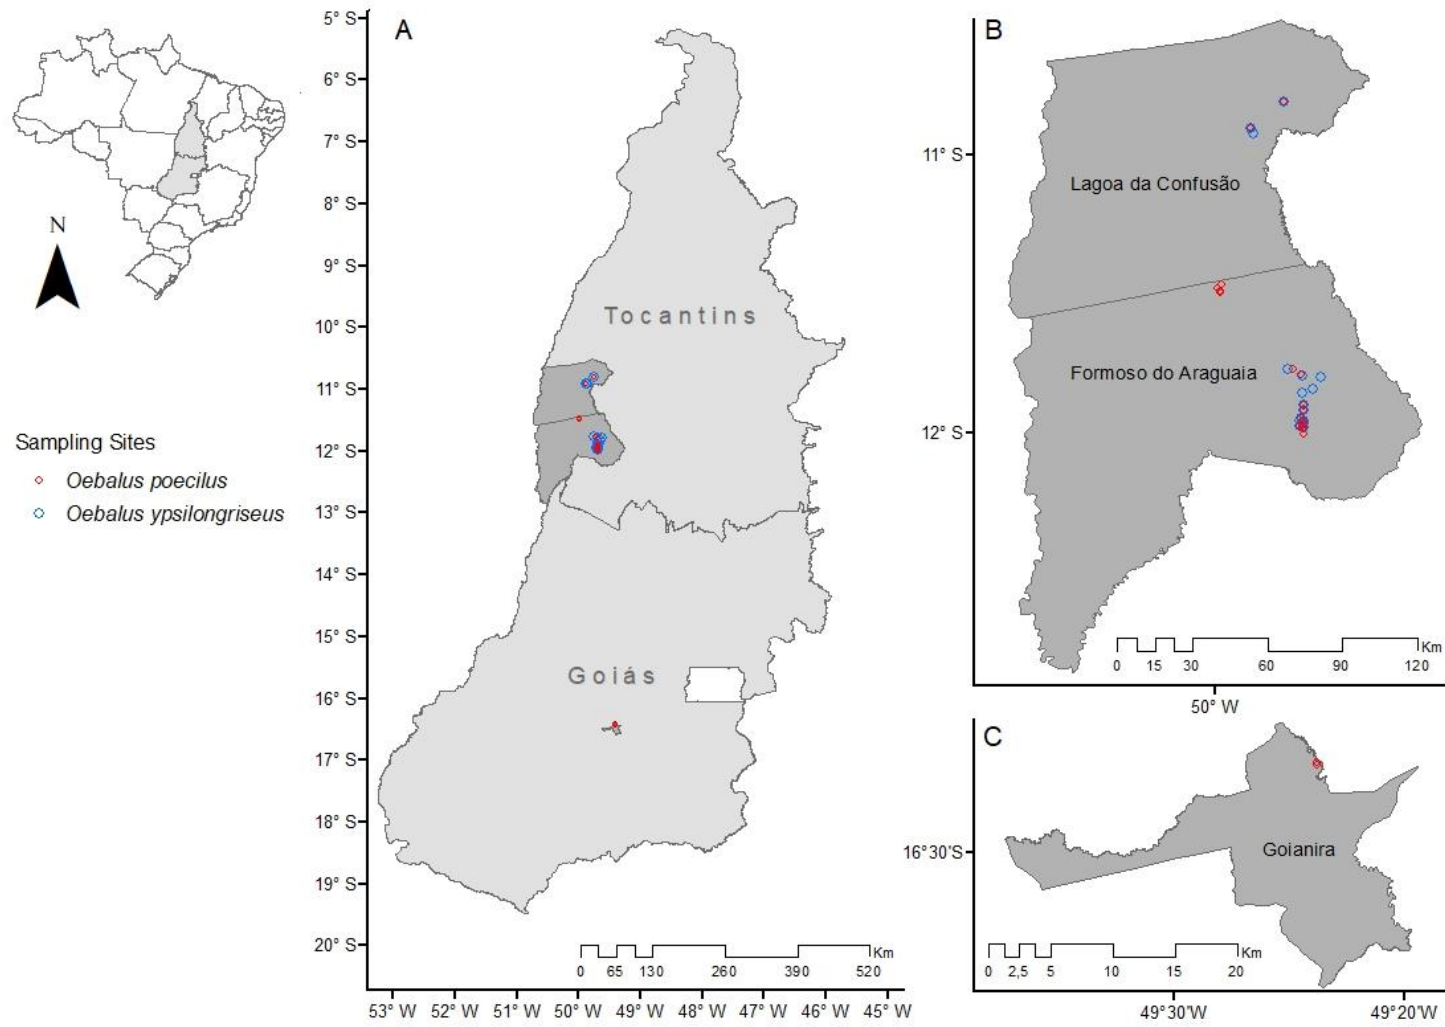 N
Sampling Sites
Oebalus poecilus
Oebalus ypsilongriseus
A
5° S
6° S
7° S
8° S
9° S
10° S
11° S
12° S
13° S
14° S
15° S
16° S
17° S
18° S
19° S
20° S
Tocantins
Goiás
0 65 130 260 390 520 Km
53° W 52° W 51° W 50° W 49° W 48° W 47° W 46° W 45° W
B
11° S
12° S
Lagoa da Confusão
Formoso do Araguaia
0 15 30 60 90 120 Km
50° W
C
16°30'S
Goianira
0 2,5 5 10 15 20 Km
49°30'W 49°20'W